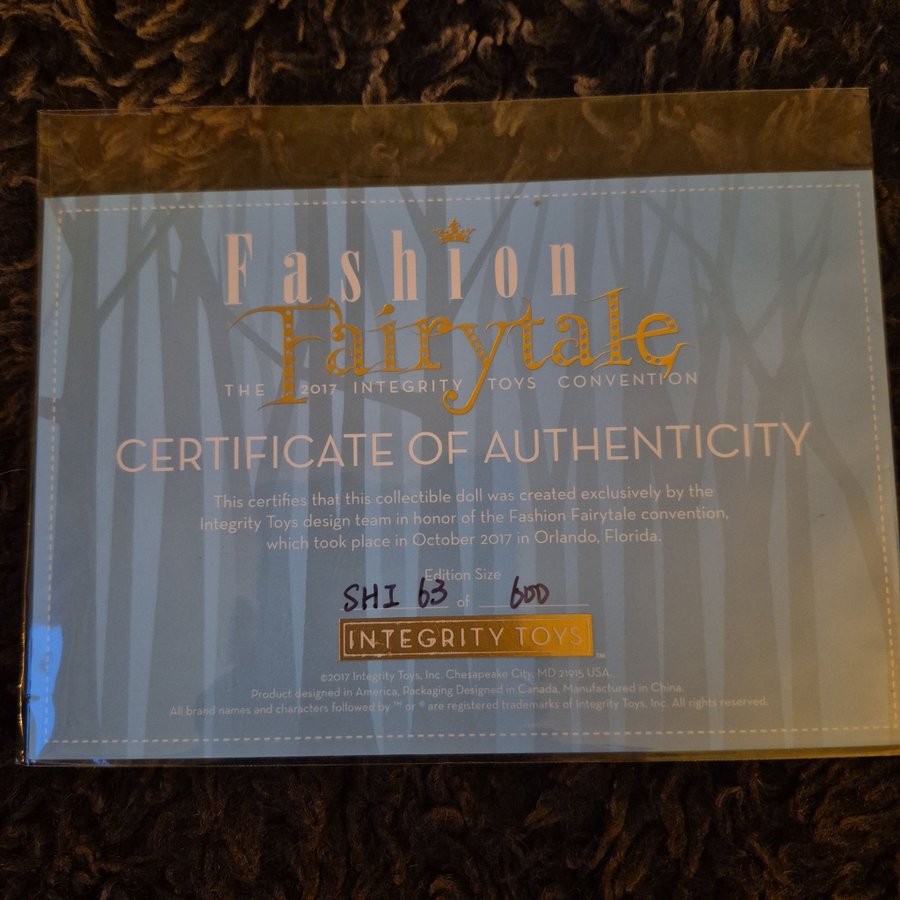 Fashion
Fairytale
THE 2017 INTEGRITY TOYS CONVENTION
CERTIFICATE OF AUTHENTICITY
This certifies that this collectible doll was created exclusively by the
Integrity Toys design team in honor of the Fashion Fairytale convention,
which took place in October 2017 in Orlando, Florida.
Edition Size
SHI 63 of 600
INTEGRITY TOYS™
©2017 Integrity Toys, Inc. Chesapeake City, MD 21915 USA.
Product designed in America, Packaging Designed in Canada. Manufactured in China.
All brand names and characters followed by ™ or ® are registered trademarks of Integrity Toys, Inc. All rights reserved.